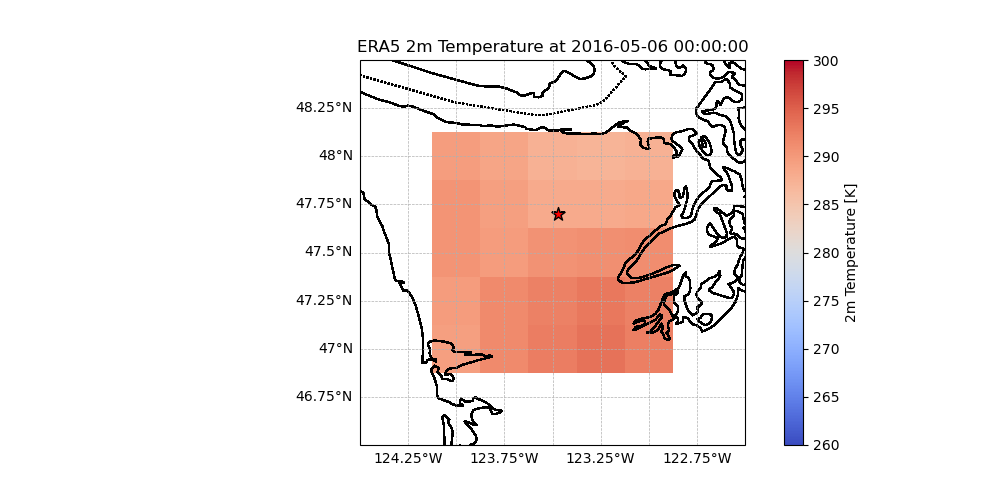 ERA5 2m Temperature at 2016-05-06 00:00:00
48.25°N
48°N
47.75°N
47.5°N
47.25°N
47°N
46.75°N
124.25°W
123.75°W
123.25°W
122.75°W
300
295
290
285
280
275
270
265
260
2m Temperature [K]